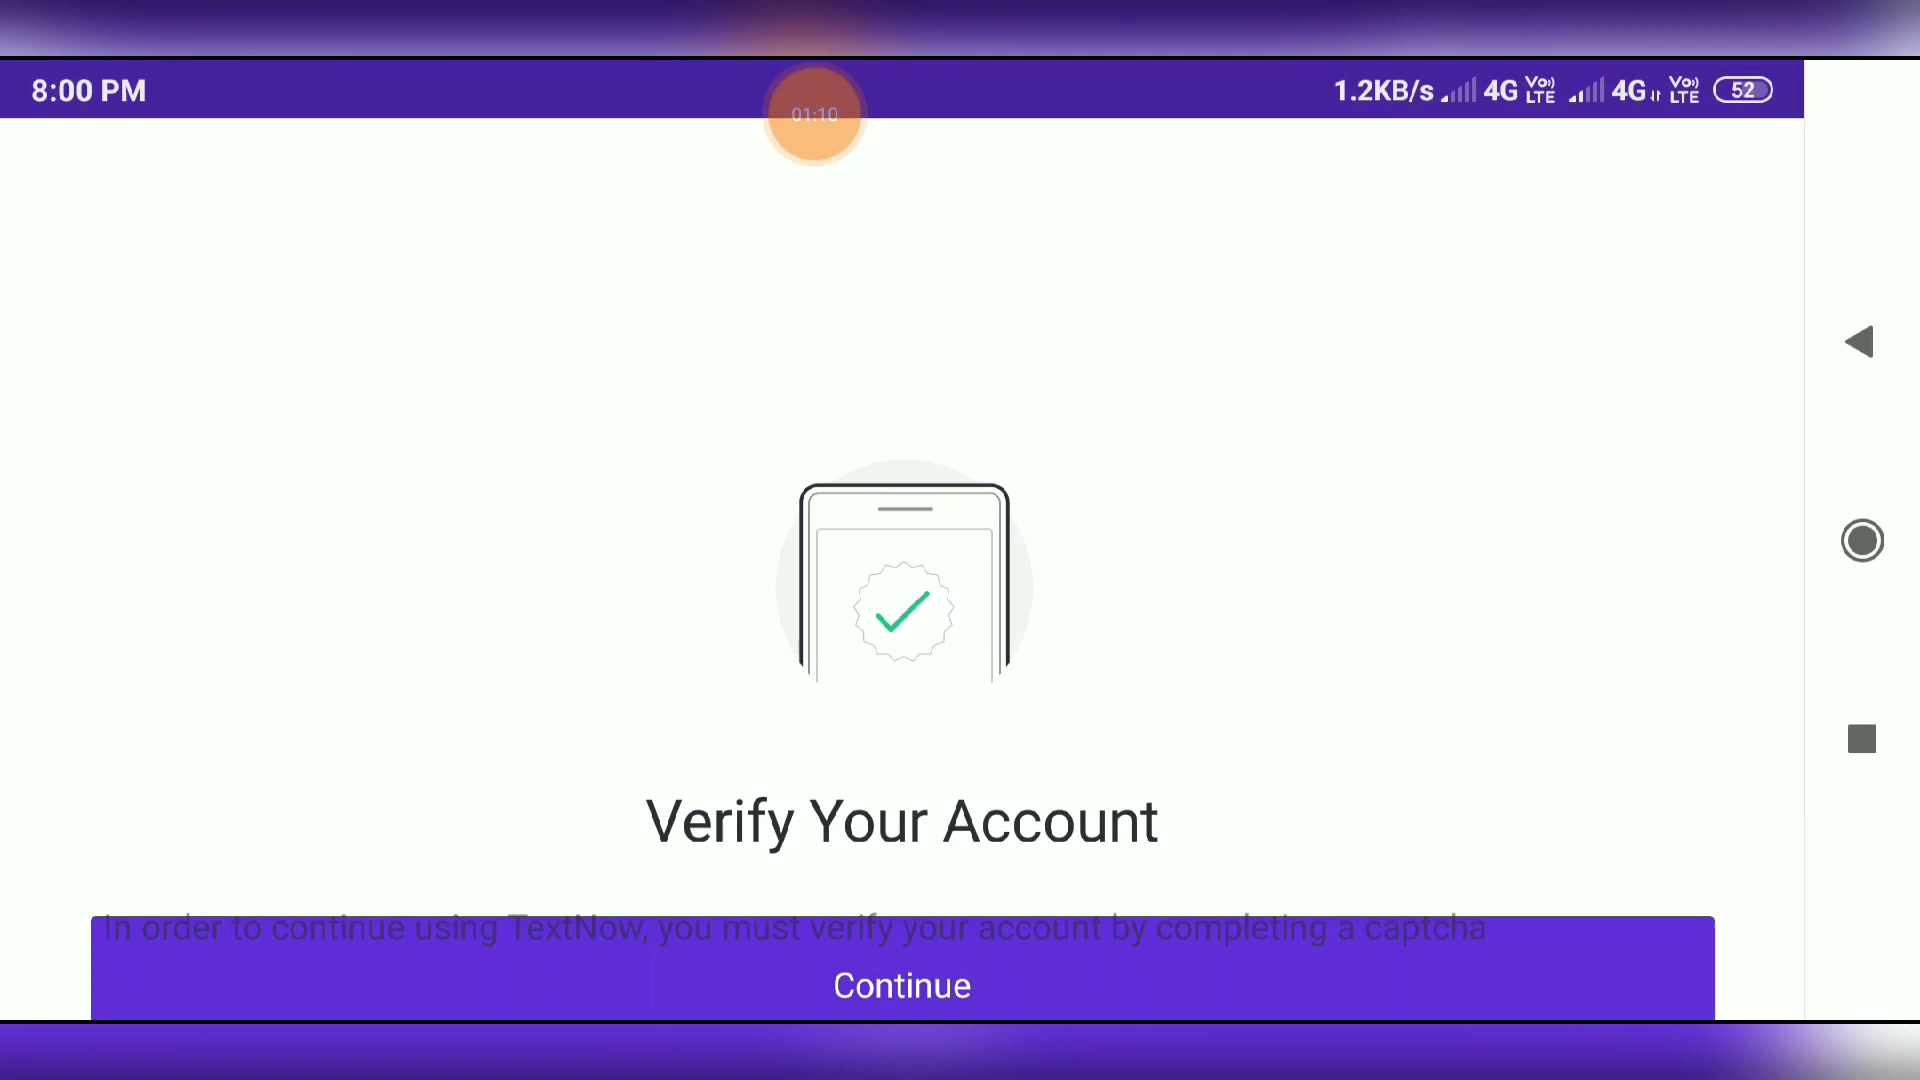 8:00 PM
01:10
1.2KB/s 4G Vo)) LTE 4G Vo)) LTE 52
Verify Your Account
In order to continue using TextNow, you must verify your account by completing a captcha
Continue